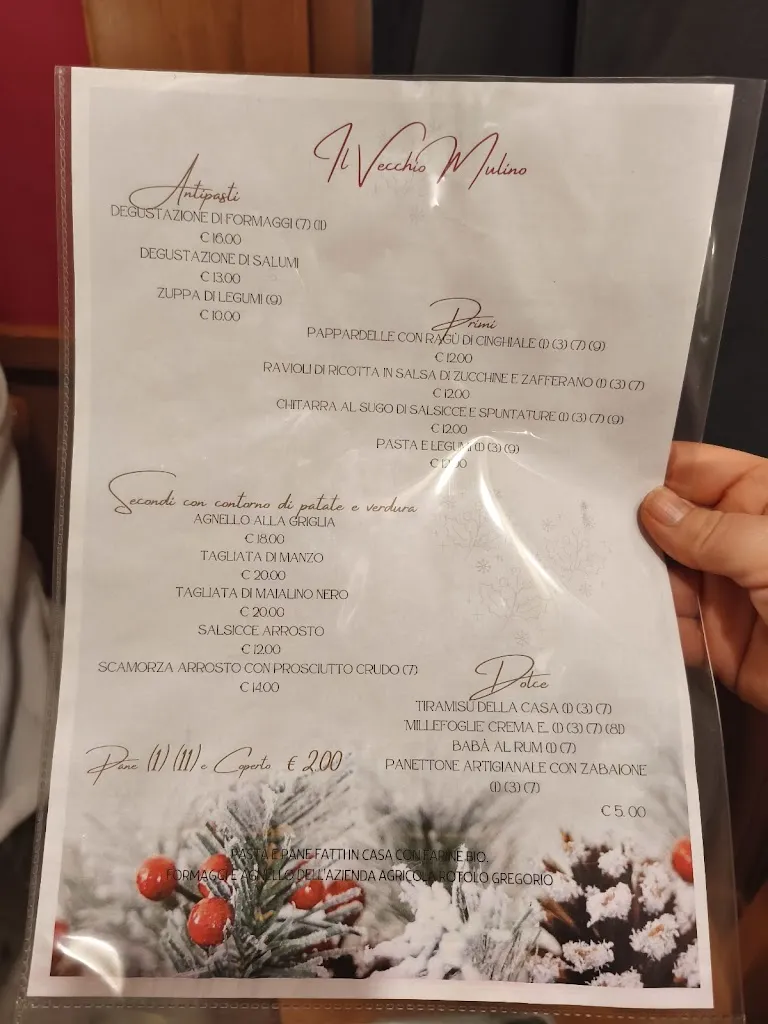 Il Vecchio Mulino
Antipasti
DEGUSTAZIONE DI FORMAGGI (7) (11)
€ 16.00
DEGUSTAZIONE DI SALUMI
€ 13.00
ZUPPA DI LEGUMI (9)
€ 10.00
Primi
PAPPARDELLE CON RAGÙ DI CINGHIALE (1) (3) (7) (9)
€ 12.00
RAVIOLI DI RICOTTA IN SALSA DI ZUCCHINE E ZAFFERANO (1) (3) (7)
€ 12.00
CHITARRA AL SUGO DI SALSICCE E SPUNTATURE (1) (3) (7) (9)
€ 12.00
PASTA E LEGUMI (1) (3) (9)
Secondi con contorno di patate e verdura
AGNELLO ALLA GRIGLIA
€ 18.00
TAGLIATA DI MANZO
€ 20.00
TAGLIATA DI MAIALINO NERO
€ 20.00
SALSICCE ARROSTO
€ 12.00
SCAMORZA ARROSTO CON PROSCIUTTO CRUDO (7)
€ 14.00
Dolce
TIRAMISÙ DELLA CASA (1) (3) (7)
MILLEFOGLIE CREMA E. (1) (3) (7) (81)
BABÀ AL RUM (1) (7)
PANETTONE ARTIGIANALE CON ZABAIONE
(1) (3) (7)
€ 5.00
Pane (1) (11) e Coperto € 2.00
PASTA E PANE FATTI IN CASA CON FARINE BIO.
FORMAGGI E AGNELLO DELL'AZIENDA AGRICOLA ROTOLO GREGORIO